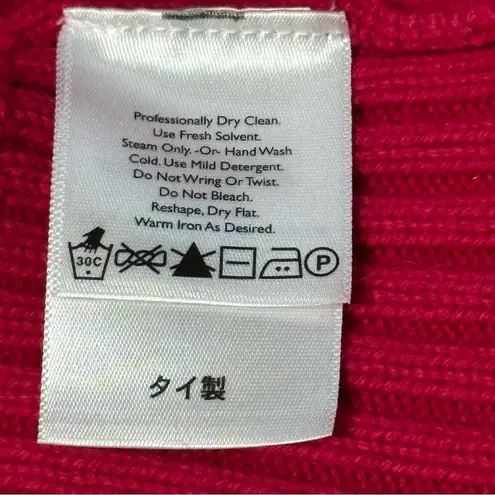 Professionally Dry Clean.
Use Fresh Solvent.
Steam Only. -Or- Hand Wash
Cold. Use Mild Detergent.
Do Not Wring Or Twist.
Do Not Bleach.
Reshape, Dry Flat.
Warm Iron As Desired.
30C P
タイ製